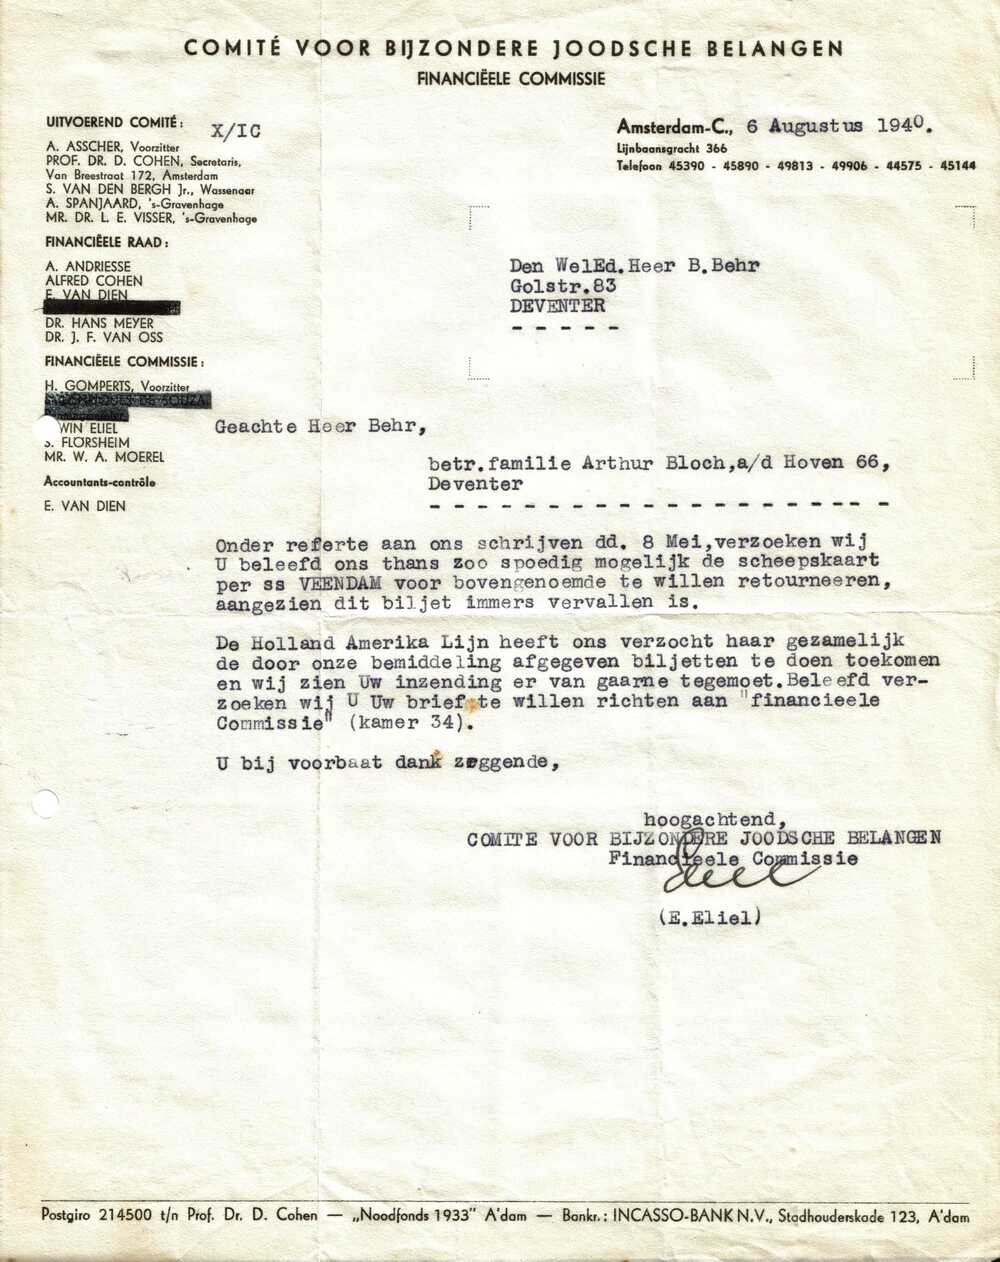 COMITÉ VOOR BIJZONDERE JOODSCHE BELANGEN
FINANCIËELE COMMISSIE
UITVOEREND COMITÉ:
X/IC
A. ASSCHER, Voorzitter
PROF. DR. D. COHEN, Secretaris,
Van Breestraat 172, Amsterdam
S. VAN DEN BERGH Jr., Wassenaar
A. SPANJAARD, 's-Gravenhage
MR. DR. L. E. VISSER, 's-Gravenhage
FINANCIËELE RAAD:
A. ANDRIESSE
ALFRED COHEN
E. VAN DIEN
DR. HANS MEYER
DR. J. F. VAN OSS
FINANCIËELE COMMISSIE:
H. GOMPERTS, Voorzitter
DE SOUZA
WIN ELIEL
S. FLÖRSHEIM
MR. W. A. MOEREL
Accountants-contrôle
E. VAN DIEN
Amsterdam-C., 6 Augustus 1940.
Lijnbaansgracht 366
Telefoon 45390 - 45890 - 49813 - 49906 - 44575 - 45144
Den WelEd.Heer B.Behr
Golstr.83
DEVENTER
- - - - -
Geachte Heer Behr,
betr.familie Arthur Bloch,a/d Hoven 66,
Deventer
- - - - - - - - - - - - - - - - - - - -
Onder referte aan ons schrijven dd. 8 Mei,verzoeken wij
U beleefd ons thans zoo spoedig mogelijk de scheepskaart
per ss VEENDAM voor bovengenoemde te willen retourneeren,
aangezien dit biljet immers vervallen is.
De Holland Amerika Lijn heeft ons verzocht haar gezamelijk
de door onze bemiddeling afgegeven biljetten te doen toekomen
en wij zien Uw inzending er van gaarne tegemoet.Beleefd ver-
zoeken wij U Uw brief te willen richten aan "financieele
Commissie" (kamer 34).
U bij voorbaat dank zeggende,
hoogachtend,
COMITE VOOR BIJZONDERE JOODSCHE BELANGEN
Financieele Commissie
(E.Eliel)
Postgiro 214500 t/n Prof. Dr. D. Cohen — „Noodfonds 1933" A'dam — Bankr.: INCASSO-BANK N.V., Stadhouderskade 123, A'dam